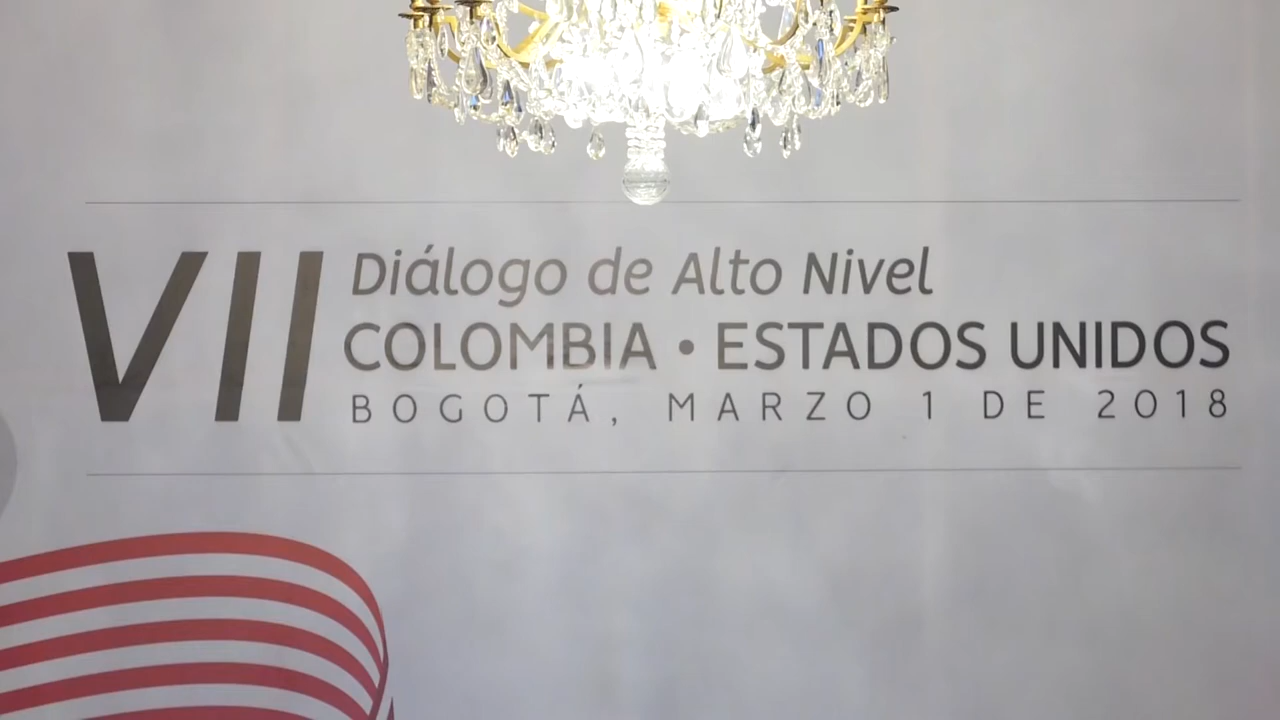 VII
Diálogo de Alto Nivel
COLOMBIA • ESTADOS UNIDOS
BOGOTÁ, MARZO 1 DE 2018